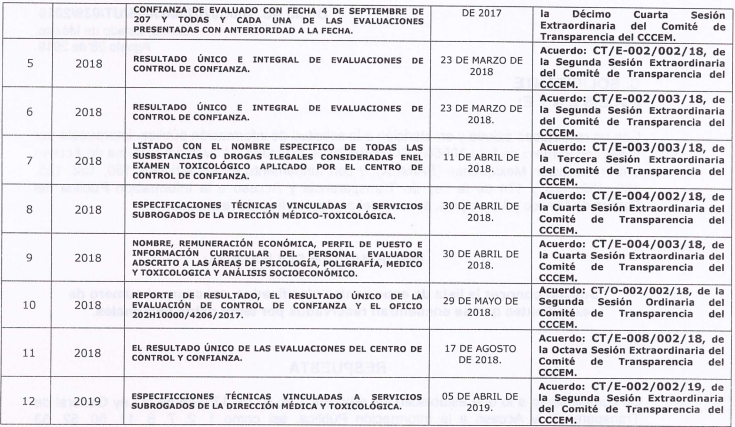 CONFIANZA DE EVALUADO CON FECHA 4 DE SEPTIEMBRE DE
207 Y TODAS Y CADA UNA DE LAS EVALUACIONES
PRESENTADAS CON ANTERIORIDAD A LA FECHA.
DE 2017
la Décimo Cuarta Sesión
Extraordinaria del Comité de
Transparencia del CCCEM.
5
2018
RESULTADO ÚNICO E INTEGRAL DE EVALUACIONES DE
CONTROL DE CONFIANZA.
23 DE MARZO DE
2018
Acuerdo: CT/E-002/002/18, de
la Segunda Sesión Extraordinaria
del Comité de Transparencia del
CCCEM.
6
2018
RESULTADO ÚNICO E INTEGRAL DE EVALUACIONES DE
CONTROL DE CONFIANZA.
23 DE MARZO DE
2018.
Acuerdo: CT/E-002/003/18, de
la Segunda Sesión Extraordinaria
del Comité de Transparencia del
CCCEM.
7
2018
LISTADO CON EL NOMBRE ESPECIFICO DE TODAS LAS
SUSBSTANCIAS O DROGAS ILEGALES CONSIDERADAS ENEL
EXAMEN TOXICOLÓGICO APLICADO POR EL CENTRO DE
CONTROL DE CONFIANZA.
11 DE ABRIL DE
2018.
Acuerdo: CT/E-003/003/18, de
la Tercera Sesión Extraordinaria
del Comité de Transparencia del
CCCEM.
8
2018
ESPECIFICACIONES TÉCNICAS VINCULADAS A SERVICIOS
SUBROGADOS DE LA DIRECCIÓN MÉDICO-TOXICOLÓGICA.
30 DE ABRIL DE
2018.
Acuerdo: CT/E-004/002/18, de
la Cuarta Sesión Extraordinaria del
Comité de Transparencia del
CCCEM.
9
2018
NOMBRE, REMUNERACIÓN ECONÓMICA, PERFIL DE PUESTO E
INFORMACIÓN CURRICULAR DEL PERSONAL EVALUADOR
ADSCRITO A LAS ÁREAS DE PSICOLOGÍA, POLIGRAFÍA, MEDICO
Y TOXICOLOGICA Y ANÁLISIS SOCIOECONÓMICO.
30 DE ABRIL DE
2018.
Acuerdo: CT/E-004/003/18, de
la Cuarta Sesión Extraordinaria del
Comité de Transparencia del
CCCEM.
10
2018
REPORTE DE RESULTADO, EL RESULTADO ÚNICO DE LA
EVALUACIÓN DE CONTROL DE CONFIANZA Y EL OFICIO
202H10000/4206/2017.
29 DE MAYO DE
2018.
Acuerdo: CT/O-002/002/18, de la
Segunda Sesión Ordinaria del
Comité de Transparencia del
CCCEM.
11
2018
EL RESULTADO ÚNICO DE LAS EVALUACIONES DEL CENTRO DE
CONTROL Y CONFIANZA.
17 DE AGOSTO
DE 2018.
Acuerdo: CT/E-008/002/18, de
la Octava Sesión Extraordinaria del
Comité de Transparencia del
CCCEM.
12
2019
ESPECIFICCIONES TÉCNICAS VINCULADAS A SERVICIOS
SUBROGADOS DE LA DIRECCIÓN MÉDICA Y TOXICOLÓGICA.
05 DE ABRIL DE
2019.
Acuerdo: CT/E-002/002/19, de
la Segunda Sesión Extraordinaria
del Comité de Transparencia del
CCCEM.